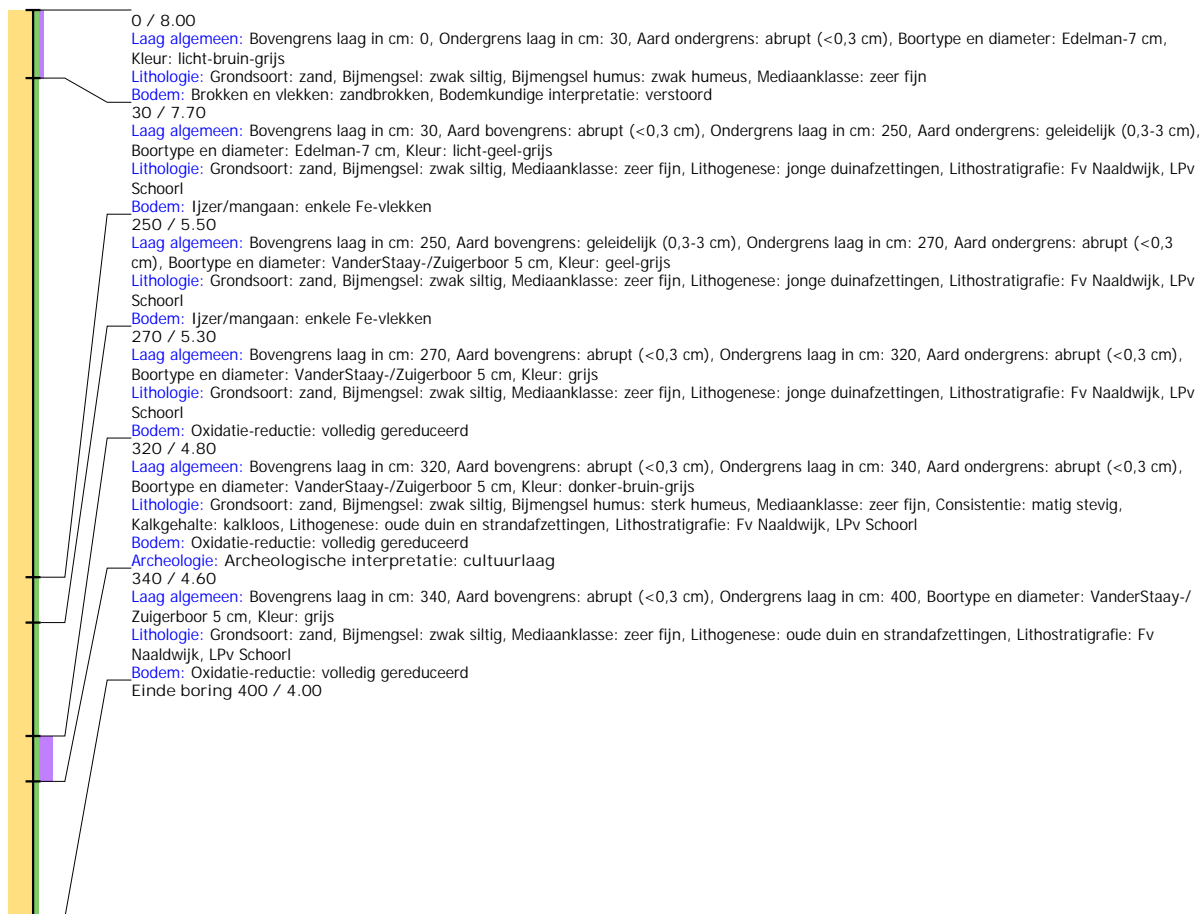 0 / 8.00
Laag algemeen: Bovengrens laag in cm: 0, Ondergrens laag in cm: 30, Aard ondergrens: abrupt (<0,3 cm), Boortype en diameter: Edelman-7 cm,
Kleur: licht-bruin-grijs
Lithologie: Grondsoort: zand, Bijmengsel: zwak siltig, Bijmengsel humus: zwak humeus, Mediaanklasse: zeer fijn
Bodem: Brokken en vlekken: zandbrokken, Bodemkundige interpretatie: verstoord
30 / 7.70
Laag algemeen: Bovengrens laag in cm: 30, Aard bovengrens: abrupt (<0,3 cm), Ondergrens laag in cm: 250, Aard ondergrens: geleidelijk (0,3-3 cm),
Boortype en diameter: Edelman-7 cm, Kleur: licht-geel-grijs
Lithologie: Grondsoort: zand, Bijmengsel: zwak siltig, Mediaanklasse: zeer fijn, Lithogenese: jonge duinafzettingen, Lithostratigrafie: Fv Naaldwijk, LPv
Schoorl
Bodem: Ijzer/mangaan: enkele Fe-vlekken
250 / 5.50
Laag algemeen: Bovengrens laag in cm: 250, Aard bovengrens: geleidelijk (0,3-3 cm), Ondergrens laag in cm: 270, Aard ondergrens: abrupt (<0,3
cm), Boortype en diameter: VanderStaay-/Zuigerboor 5 cm, Kleur: geel-grijs
Lithologie: Grondsoort: zand, Bijmengsel: zwak siltig, Mediaanklasse: zeer fijn, Lithogenese: jonge duinafzettingen, Lithostratigrafie: Fv Naaldwijk, LPv
Schoorl
Bodem: Ijzer/mangaan: enkele Fe-vlekken
270 / 5.30
Laag algemeen: Bovengrens laag in cm: 270, Aard bovengrens: abrupt (<0,3 cm), Ondergrens laag in cm: 320, Aard ondergrens: abrupt (<0,3 cm),
Boortype en diameter: VanderStaay-/Zuigerboor 5 cm, Kleur: grijs
Lithologie: Grondsoort: zand, Bijmengsel: zwak siltig, Mediaanklasse: zeer fijn, Lithogenese: jonge duinafzettingen, Lithostratigrafie: Fv Naaldwijk, LPv
Schoorl
Bodem: Oxidatie-reductie: volledig gereduceerd
320 / 4.80
Laag algemeen: Bovengrens laag in cm: 320, Aard bovengrens: abrupt (<0,3 cm), Ondergrens laag in cm: 340, Aard ondergrens: abrupt (<0,3 cm),
Boortype en diameter: VanderStaay-/Zuigerboor 5 cm, Kleur: donker-bruin-grijs
Lithologie: Grondsoort: zand, Bijmengsel: zwak siltig, Bijmengsel humus: sterk humeus, Mediaanklasse: zeer fijn, Consistentie: matig stevig,
Kalkgehalte: kalkloos, Lithogenese: oude duin en strandafzettingen, Lithostratigrafie: Fv Naaldwijk, LPv Schoorl
Bodem: Oxidatie-reductie: volledig gereduceerd
Archeologie: Archeologische interpretatie: cultuurlaag
340 / 4.60
Laag algemeen: Bovengrens laag in cm: 340, Aard bovengrens: abrupt (<0,3 cm), Ondergrens laag in cm: 400, Boortype en diameter: VanderStaay-/
Zuigerboor 5 cm, Kleur: grijs
Lithologie: Grondsoort: zand, Bijmengsel: zwak siltig, Mediaanklasse: zeer fijn, Lithogenese: oude duin en strandafzettingen, Lithostratigrafie: Fv
Naaldwijk, LPv Schoorl
Bodem: Oxidatie-reductie: volledig gereduceerd
Einde boring 400 / 4.00